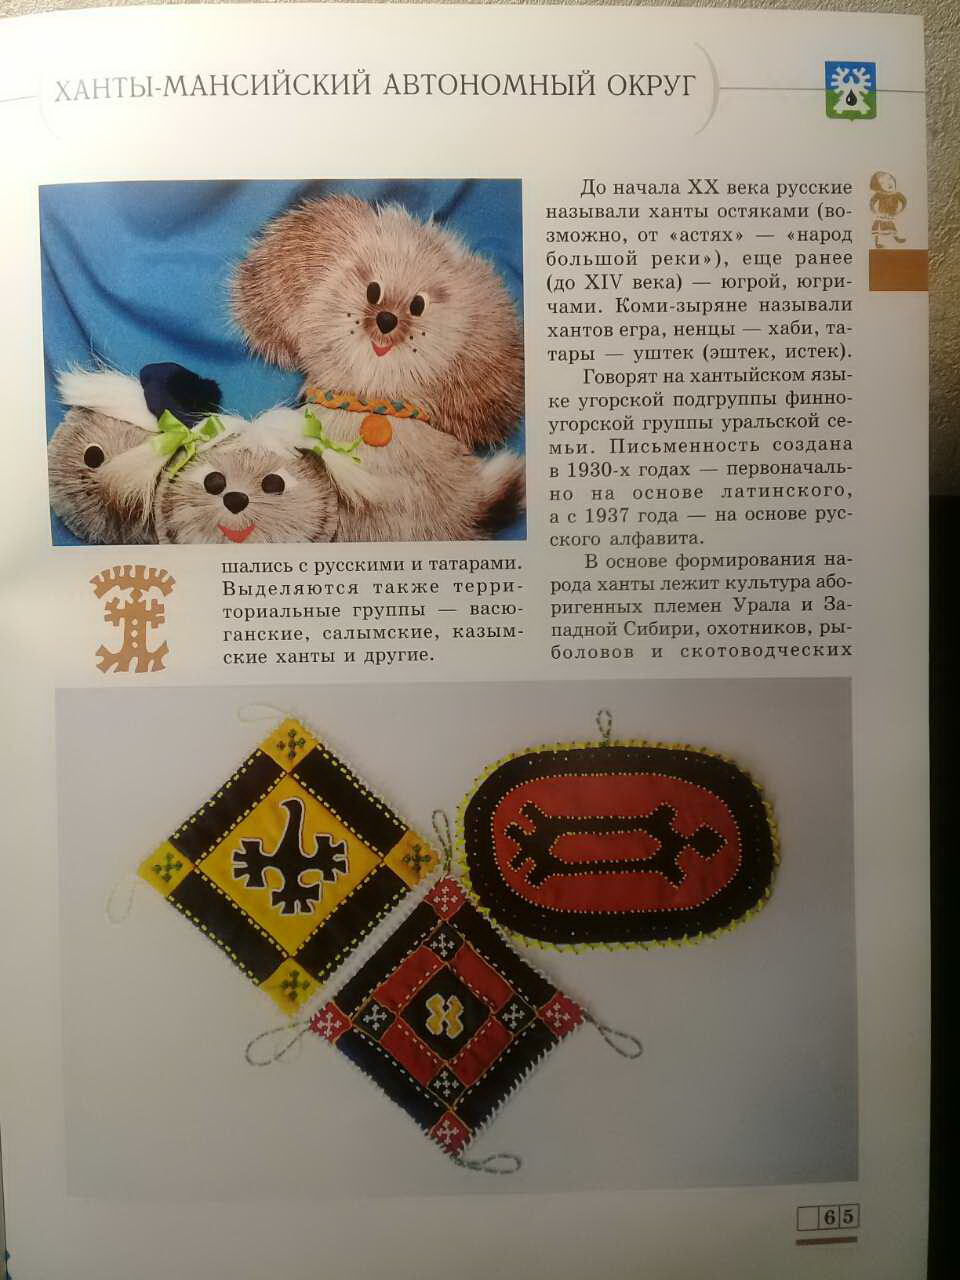 ХАНТЫ-МАНСИЙСКИЙ АВТОНОМНЫЙ ОКРУГ
шались с русскими и татарами.
Выделяются также терри-
ториальные группы — васю-
ганские, салымские, казым-
ские ханты и другие.
До начала XX века русские
называли ханты остяками (во-
зможно, от «астях» — «народ
большой реки»), еще ранее
(до XIV века) — югрой, югри-
чами. Коми-зыряне называли
хантов егра, ненцы — хаби, та-
тары — уштек (эштек, истек).
Говорят на хантыйском язы-
ке угорской подгруппы финно-
угорской группы уральской се-
мьи. Письменность создана
в 1930-х годах — первоначаль-
но на основе латинского,
а с 1937 года — на основе рус-
ского алфавита.
В основе формирования на-
рода ханты лежит культура або-
ригенных племен Урала и За-
падной Сибири, охотников, ры-
боловов и скотоводческих
65